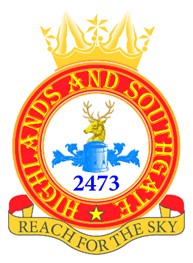 HIGHLANDS AND SOUTHGATE
2473
REACH FOR THE SKY